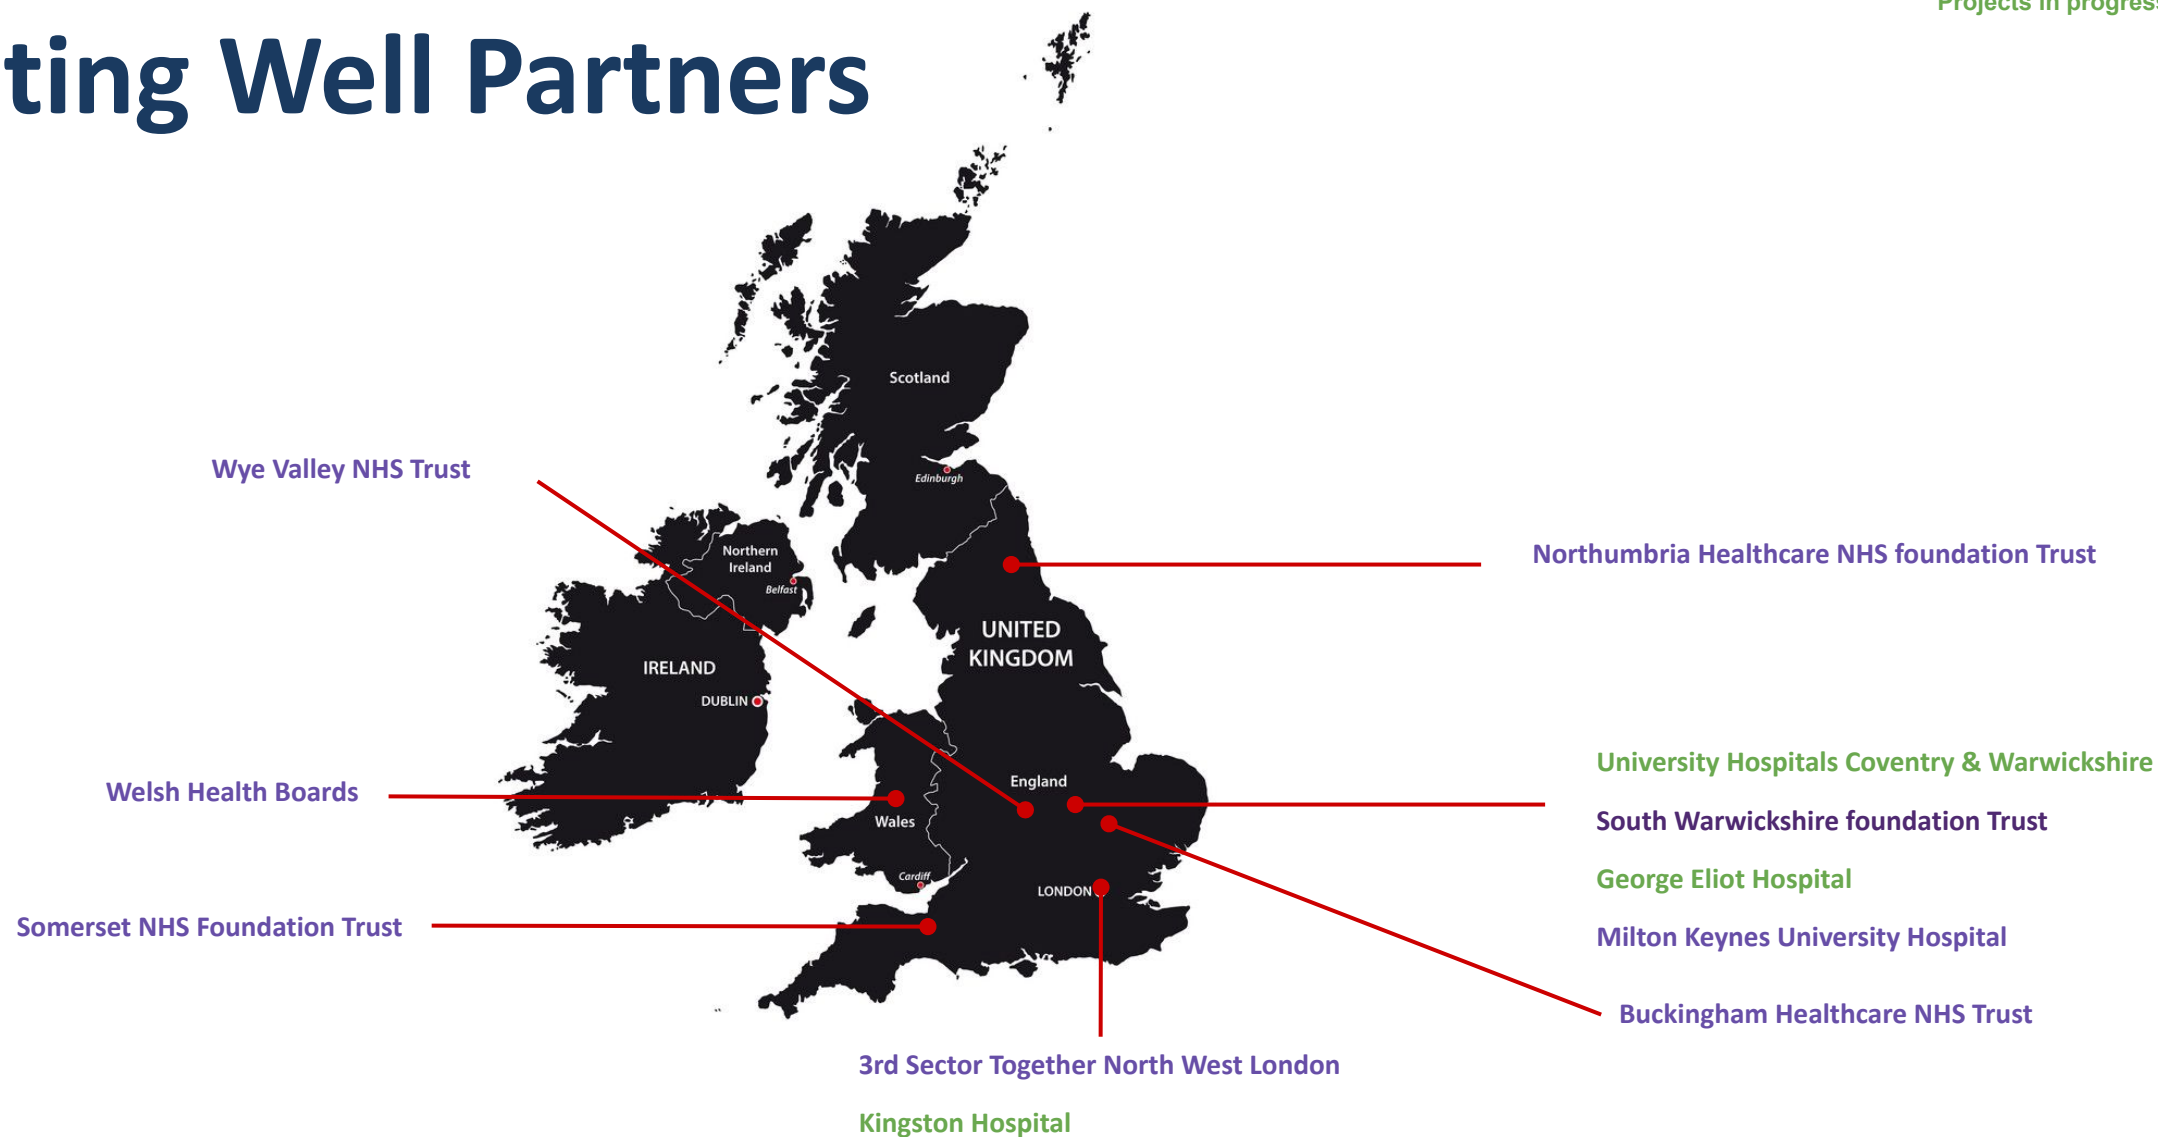 Projects in progress
ting Well Partners
Scotland
Edinburgh
Wye Valley NHS Trust
Northern
Ireland
Belfast
Northumbria Healthcare NHS foundation Trust
UNITED
KINGDOM
IRELAND
DUBLIN
England
University Hospitals Coventry & Warwickshire
Welsh Health Boards
Wales
South Warwickshire foundation Trust
Cardiff
LONDON
George Eliot Hospital
Somerset NHS Foundation Trust
Milton Keynes University Hospital
Buckingham Healthcare NHS Trust
3rd Sector Together North West London
Kingston Hospital